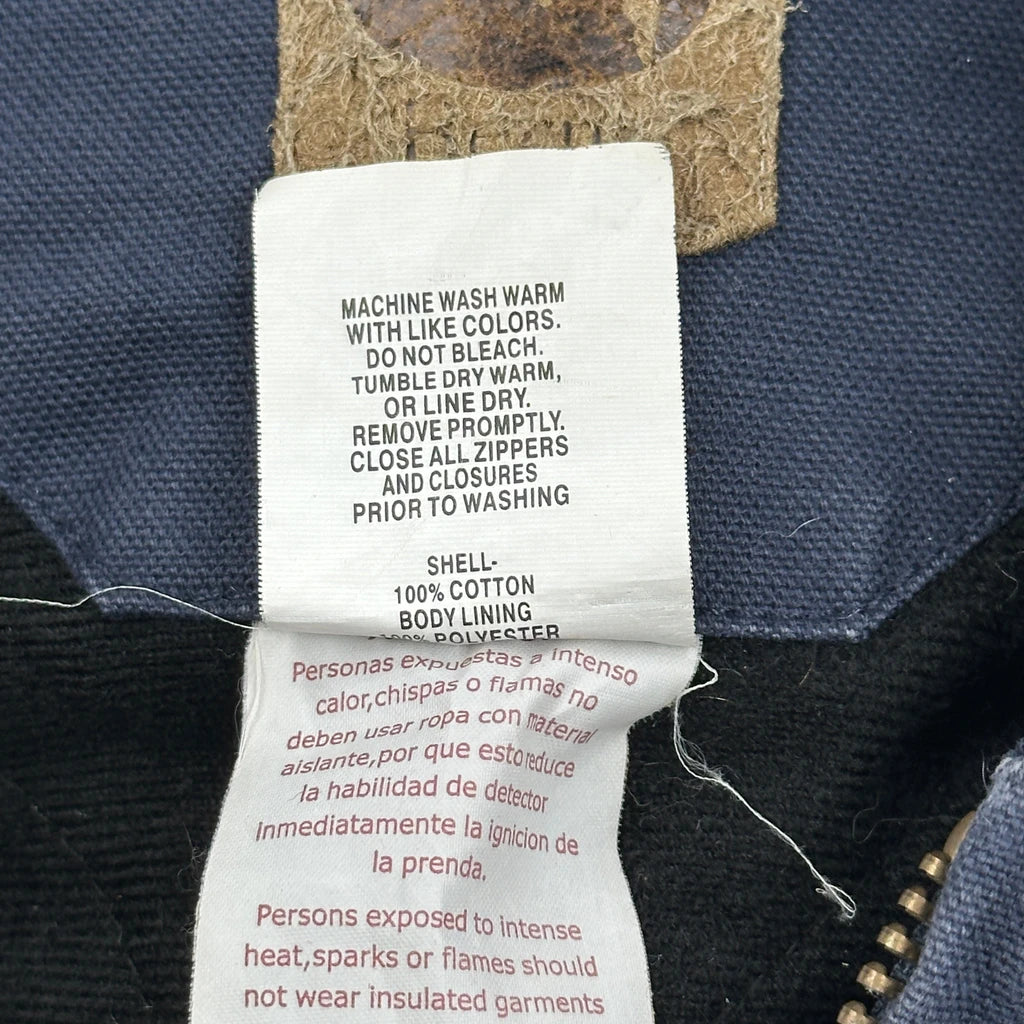 MACHINE WASH WARM
WITH LIKE COLORS.
DO NOT BLEACH.
TUMBLE DRY WARM,
OR LINE DRY.
REMOVE PROMPTLY.
CLOSE ALL ZIPPERS
AND CLOSURES
PRIOR TO WASHING
SHELL-
100% COTTON
BODY LINING
100% POLYESTER
Personas expuestas a intenso
calor,chispas o flamas no
deben usar ropa con material
aislante,por que esto reduce
la habilidad de detector
inmediatamente la ignicion de
la prenda.
Persons exposed to intense
heat,sparks or flames should
not wear insulated garments